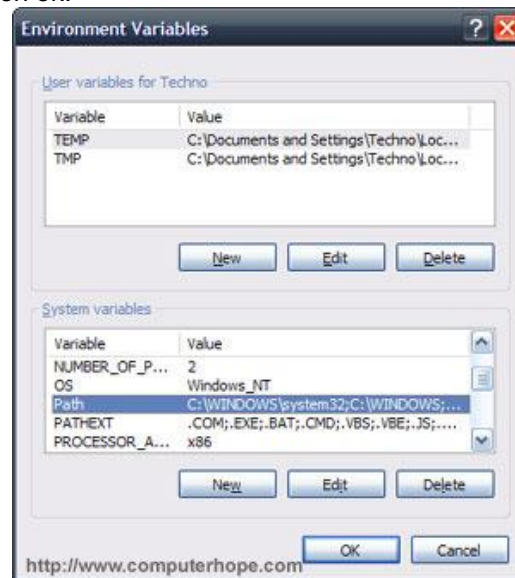 Environment Variables
User variables for Techno
Variable Value
TEMP C:\Documents and Settings\Techno\Loc...
TMP C:\Documents and Settings\Techno\Loc...
New Edit Delete
System variables
Variable Value
NUMBER_OF_P... 2
OS Windows_NT
Path C:\WINDOWS\system32;C:\WINDOWS;...
PATHEXT .COM;.EXE;.BAT;.CMD;.VBS;.VBE;.JS;....
PROCESSOR_A... x86
New Edit Delete
OK Cancel
http://www.computerhope.com